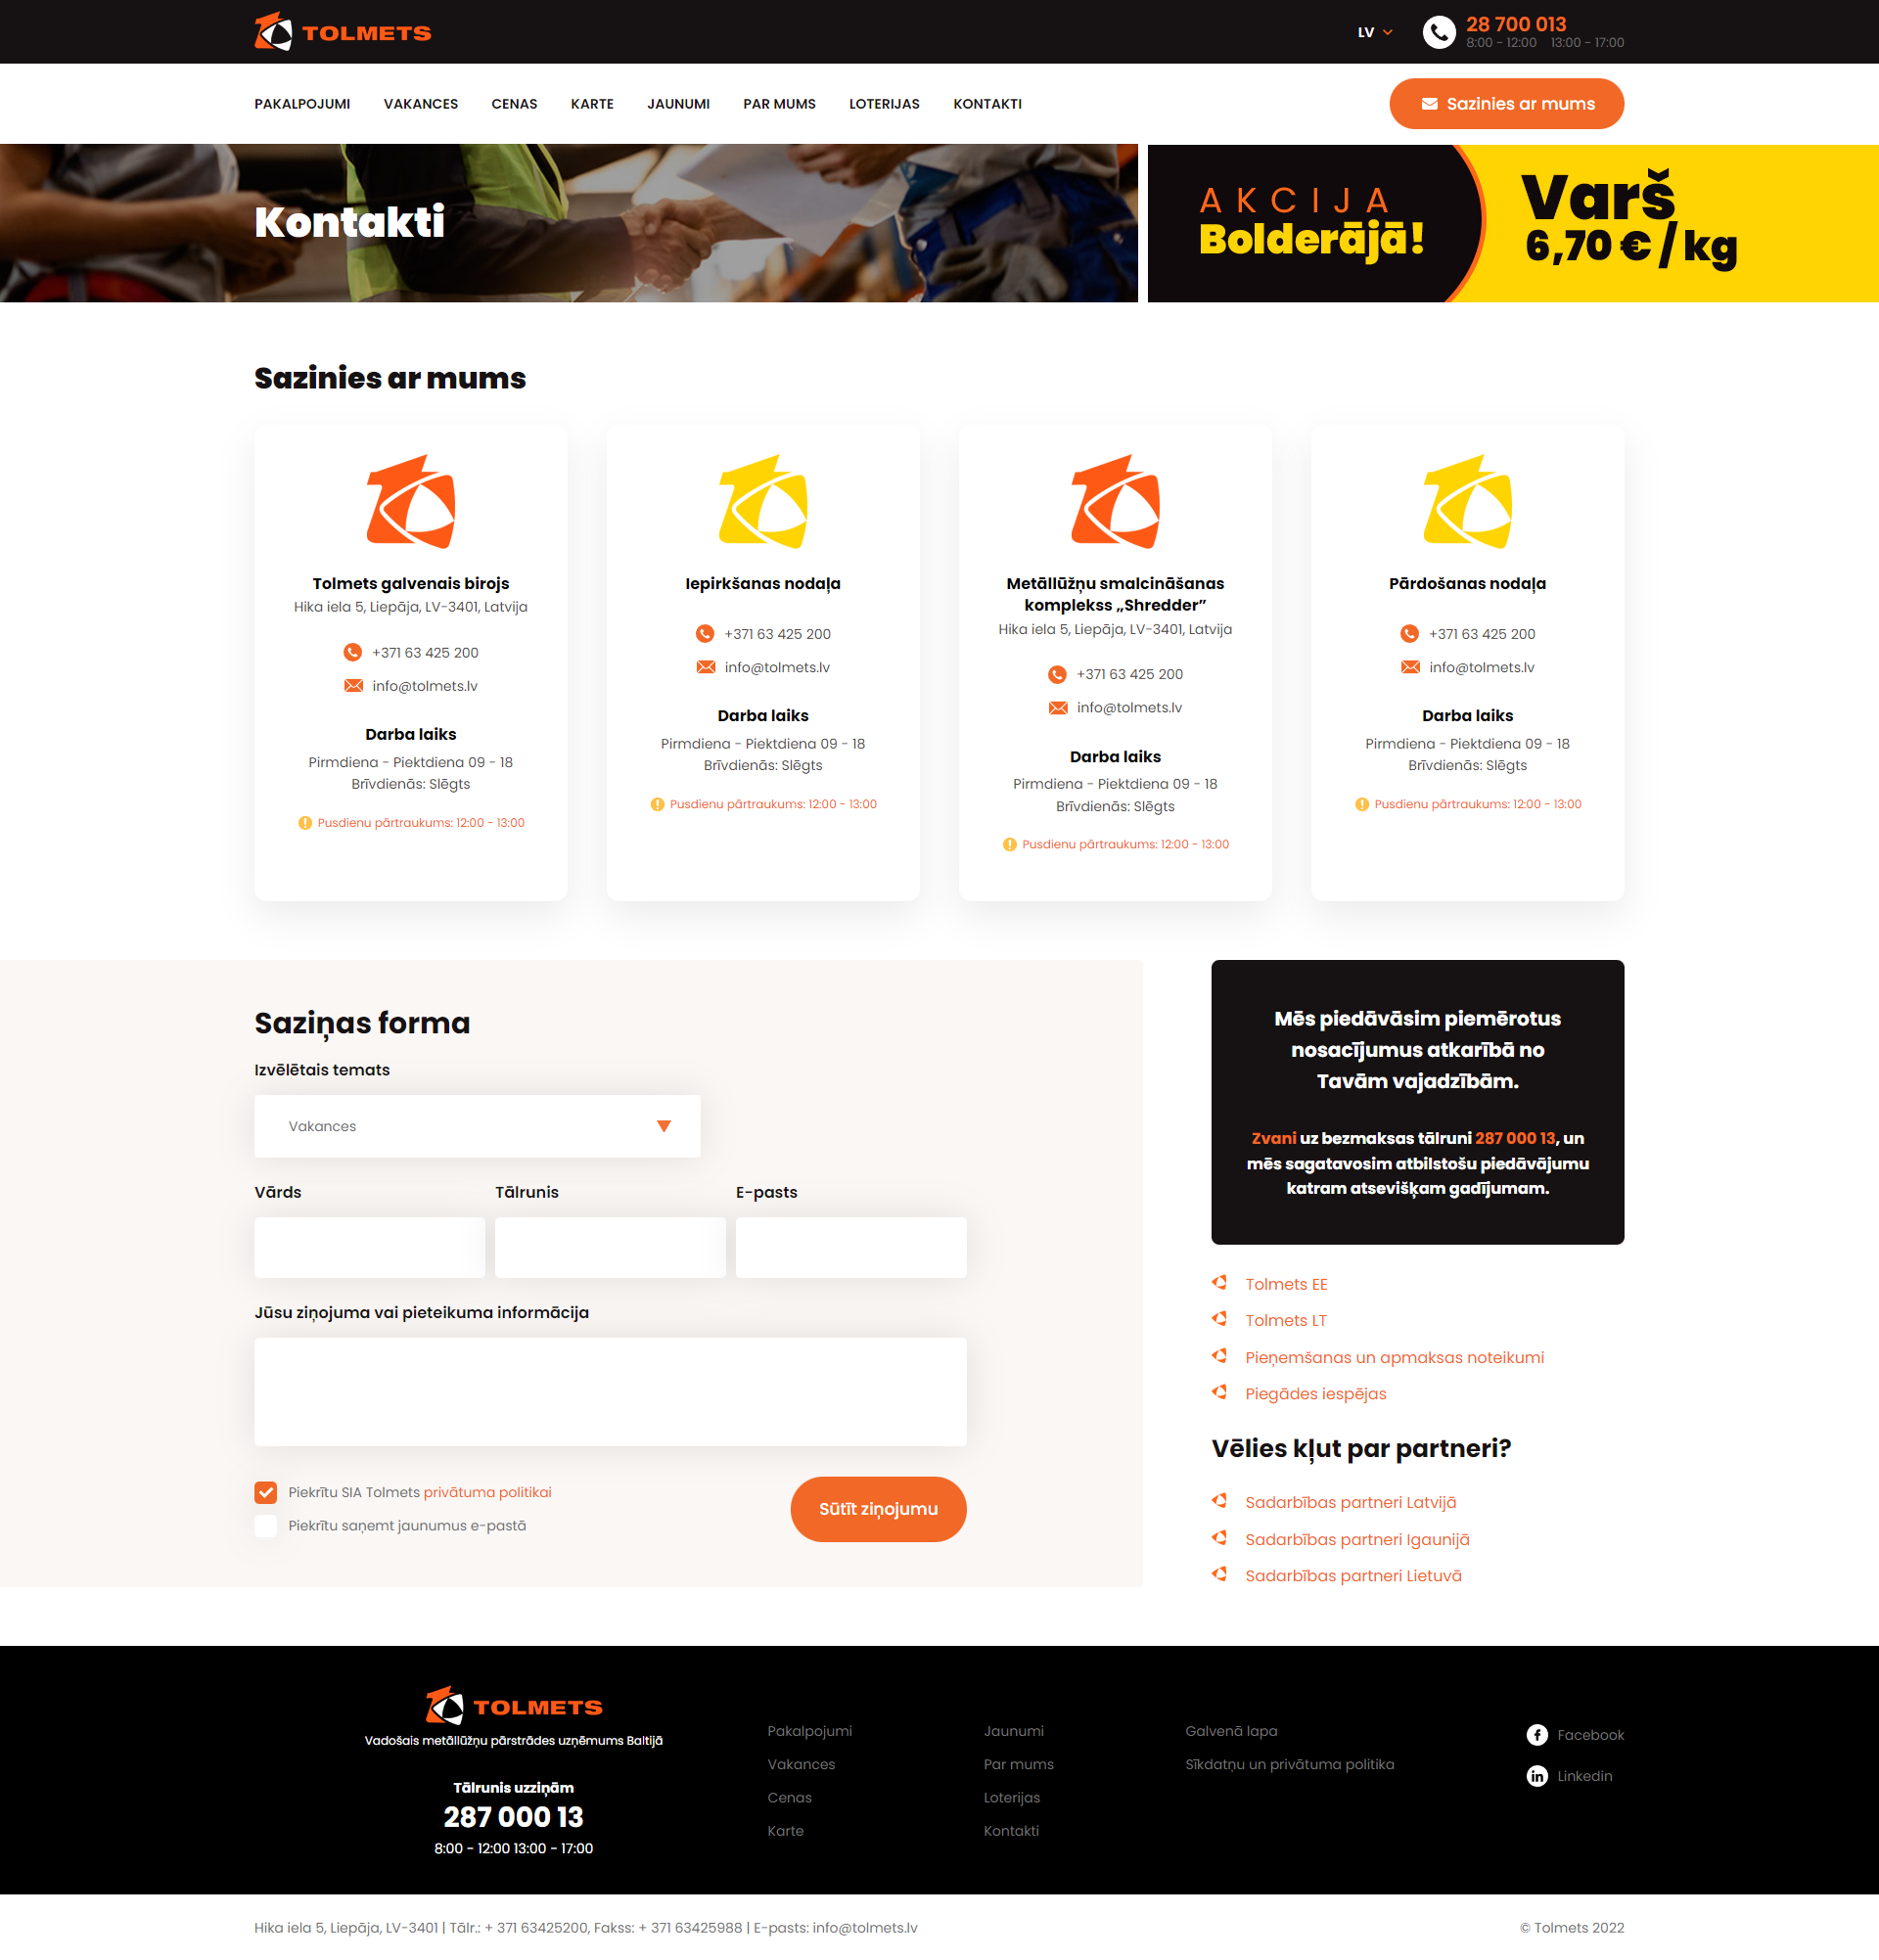 TOLMETS
LV
28 700 013
8:00 - 12:00 13:00 - 17:00
PAKALPOJUMI VAKANCES CENAS KARTE JAUNUMI PAR MUMS LOTERIJAS KONTAKTI
Sazinies ar mums
Kontakti
AKCIJA
Bolderājā!
Varš
6,70 € / kg
Sazinies ar mums
Tolmets galvenais birojs
Hika iela 5, Liepāja, LV-3401, Latvija
+371 63 425 200
info@tolmets.lv
Darba laiks
Pirmdiena - Piektdiena 09 - 18
Brīvdienās: Slēgts
Pusdienu pārtraukums: 12:00 - 13:00
Iepirkšanas nodaļa
+371 63 425 200
info@tolmets.lv
Darba laiks
Pirmdiena - Piektdiena 09 - 18
Brīvdienās: Slēgts
Pusdienu pārtraukums: 12:00 - 13:00
Metāllūžņu smalcināšanas
komplekss „Shredder”
Hika iela 5, Liepāja, LV-3401, Latvija
+371 63 425 200
info@tolmets.lv
Darba laiks
Pirmdiena - Piektdiena 09 - 18
Brīvdienās: Slēgts
Pusdienu pārtraukums: 12:00 - 13:00
Pārdošanas nodaļa
+371 63 425 200
info@tolmets.lv
Darba laiks
Pirmdiena - Piektdiena 09 - 18
Brīvdienās: Slēgts
Pusdienu pārtraukums: 12:00 - 13:00
Saziņas forma
Izvēlētais temats
Vakances
Vārds Tālrunis E-pasts
Jūsu ziņojuma vai pieteikuma informācija
Piekrītu SIA Tolmets privātuma politikai
Piekrītu saņemt jaunumus e-pastā
Sūtīt ziņojumu
Mēs piedāvāsim piemērotus
nosacījumus atkarībā no
Tavām vajadzībām.
Zvani uz bezmaksas tālruni 287 000 13, un
mēs sagatavosim atbilstošu piedāvājumu
katram atsevišķam gadījumam.
Tolmets EE
Tolmets LT
Pieņemšanas un apmaksas noteikumi
Piegādes iespējas
Vēlies kļut par partneri?
Sadarbības partneri Latvijā
Sadarbības partneri Igaunijā
Sadarbības partneri Lietuvā
TOLMETS
Vadošais metāllūžņu pārstrādes uzņēmums Baltijā
Tālrunis uzziņām
287 000 13
8:00 - 12:00 13:00 - 17:00
Pakalpojumi
Vakances
Cenas
Karte
Jaunumi
Par mums
Loterijas
Kontakti
Galvenā lapa
Sīkdatņu un privātuma politika
Facebook
Linkedin
Hika iela 5, Liepāja, LV-3401 | Tālr.: + 371 63425200, Fakss: + 371 63425988 | E-pasts: info@tolmets.lv
© Tolmets 2022